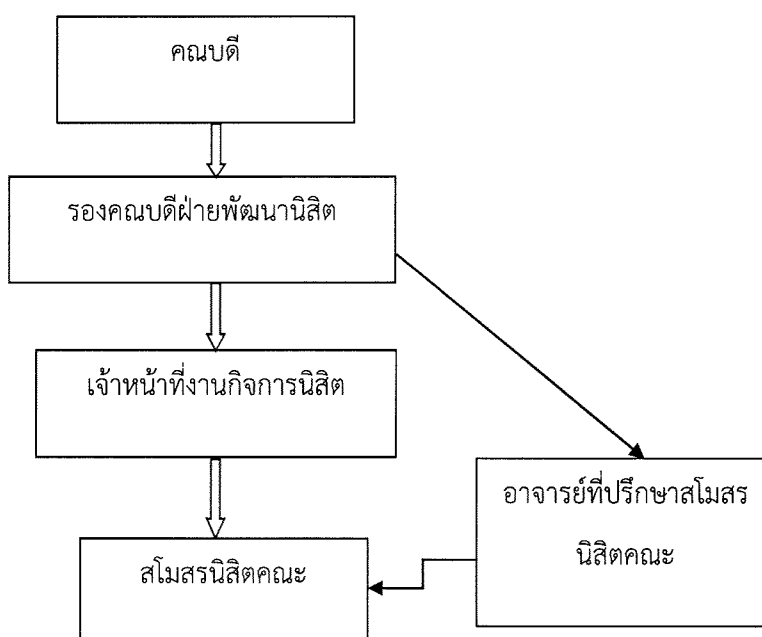 คณบดี
รองคณบดีฝ่ายพัฒนานิสิต
เจ้าหน้าที่งานกิจการนิสิต
อาจารย์ที่ปรึกษาสโมสร
นิสิตคณะ
สโมสรนิสิตคณะ